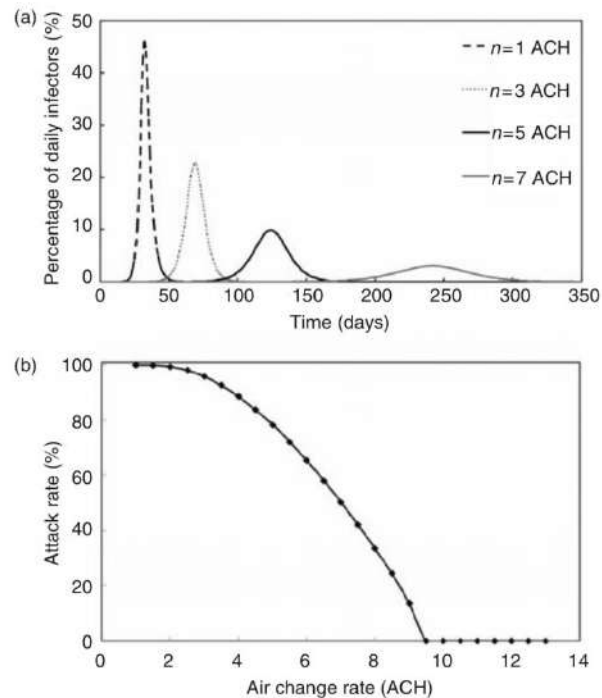 (a)
Percentage of daily infectors (%)
50
40
30
20
10
0
n=1 ACH
n=3 ACH
n=5 ACH
n=7 ACH
0 50 100 150 200 250 300 350
Time (days)
(b)
Attack rate (%)
100
80
60
40
20
0
0 2 4 6 8 10 12 14
Air change rate (ACH)